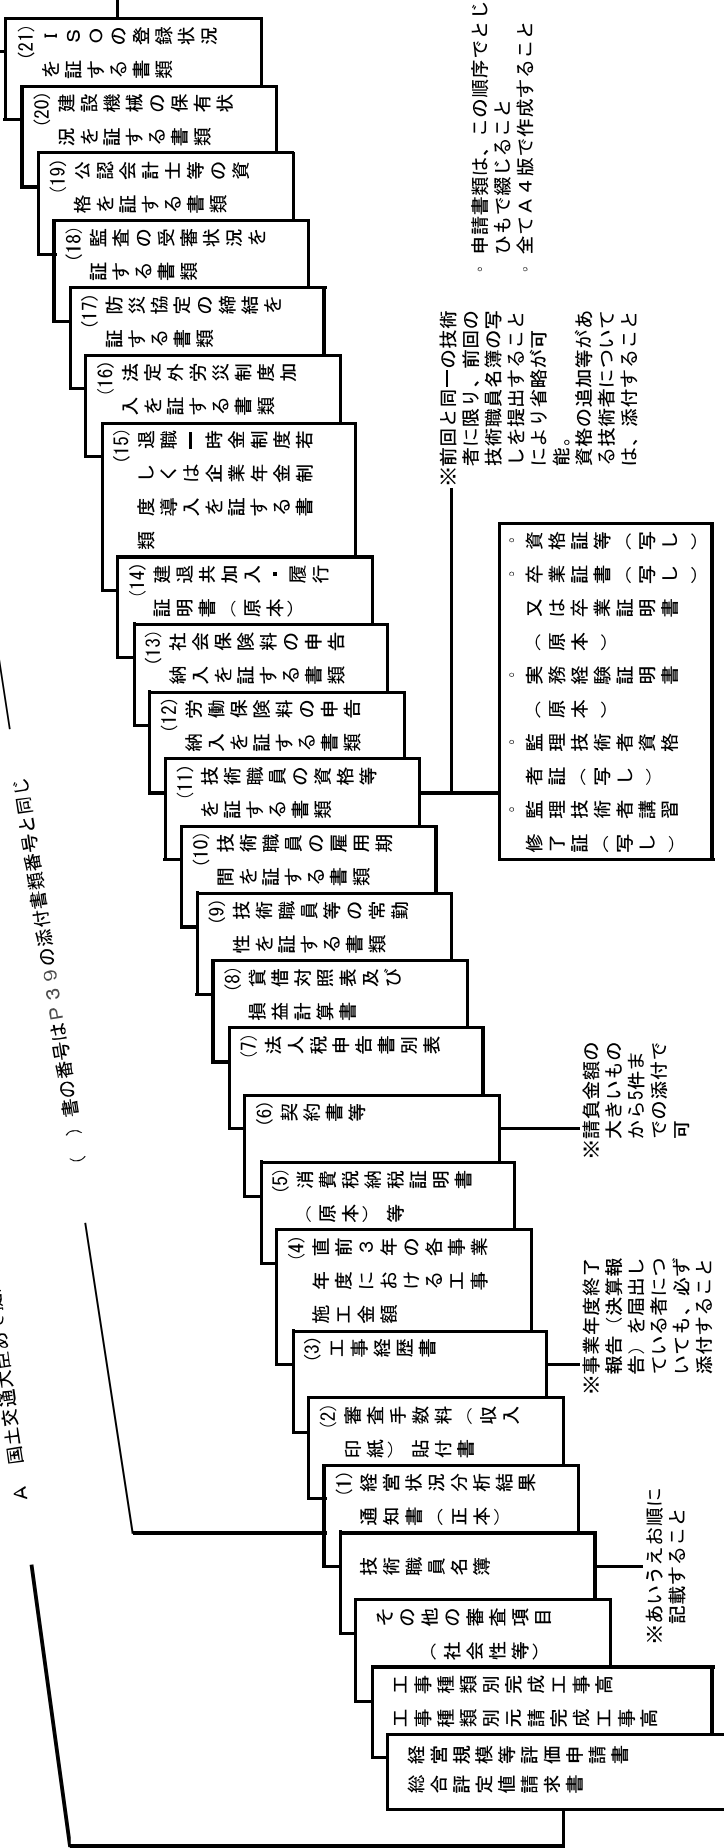 A　国土交通大臣あて
（　）書の番号はＰ３９の添付書類番号と同じ
経営規模等評価申請書
総合評定値請求書
工事種類別完成工事高
工事種類別元請完成工事高
その他の審査項目
（社会性等）
技術職員名簿
※あいうえお順に
記載すること
(1) 経営状況分析結果
通知書（正本）
(2) 審査手数料（収入
印紙）貼付書
(3) 工事経歴書
※事業年度終了
報告（決算報
告）を届出し
ている者につ
いても、必ず
添付すること
(4) 直前３年の各事業
年度における工事
施工金額
(5) 消費税納税証明書
（原本）等
(6) 契約書等
※請負金額の
大きいもの
から5件ま
での添付で
可
(7) 法人税申告書別表
(8) 貸借対照表及び
損益計算書
(9) 技術職員等の常勤
性を証する書類
(10) 技術職員の雇用期
間を証する書類
(11) 技術職員の資格等
を証する書類
※前回と同一の技術
者に限り、前回の
技術職員名簿の写
しを提出すること
により省略が可
能。
資格の追加等があ
る技術者について
は、添付すること
。資格証等（写し）
。卒業証書（写し）
又は卒業証明書
（原本）
。実務経験証明書
（原本）
。監理技術者資格
者証（写し）
。監理技術者講習
修了証（写し）
(12) 労働保険料の申告
納入を証する書類
(13) 社会保険料の申告
納入を証する書類
(14) 建退共加入・履行
証明書（原本）
(15) 退職一時金制度若
しくは企業年金制
度導入を証する書
類
(16) 法定外労災制度加
入を証する書類
(17) 防災協定の締結を
証する書類
(18) 監査の受審状況を
証する書類
(19) 公認会計士等の資
格を証する書類
(20) 建設機械の保有状
況を証する書類
(21) ＩＳＯの登録状況
を証する書類
。申請書類は、この順序でとじ
ひもで綴じること
。全てＡ４版で作成すること